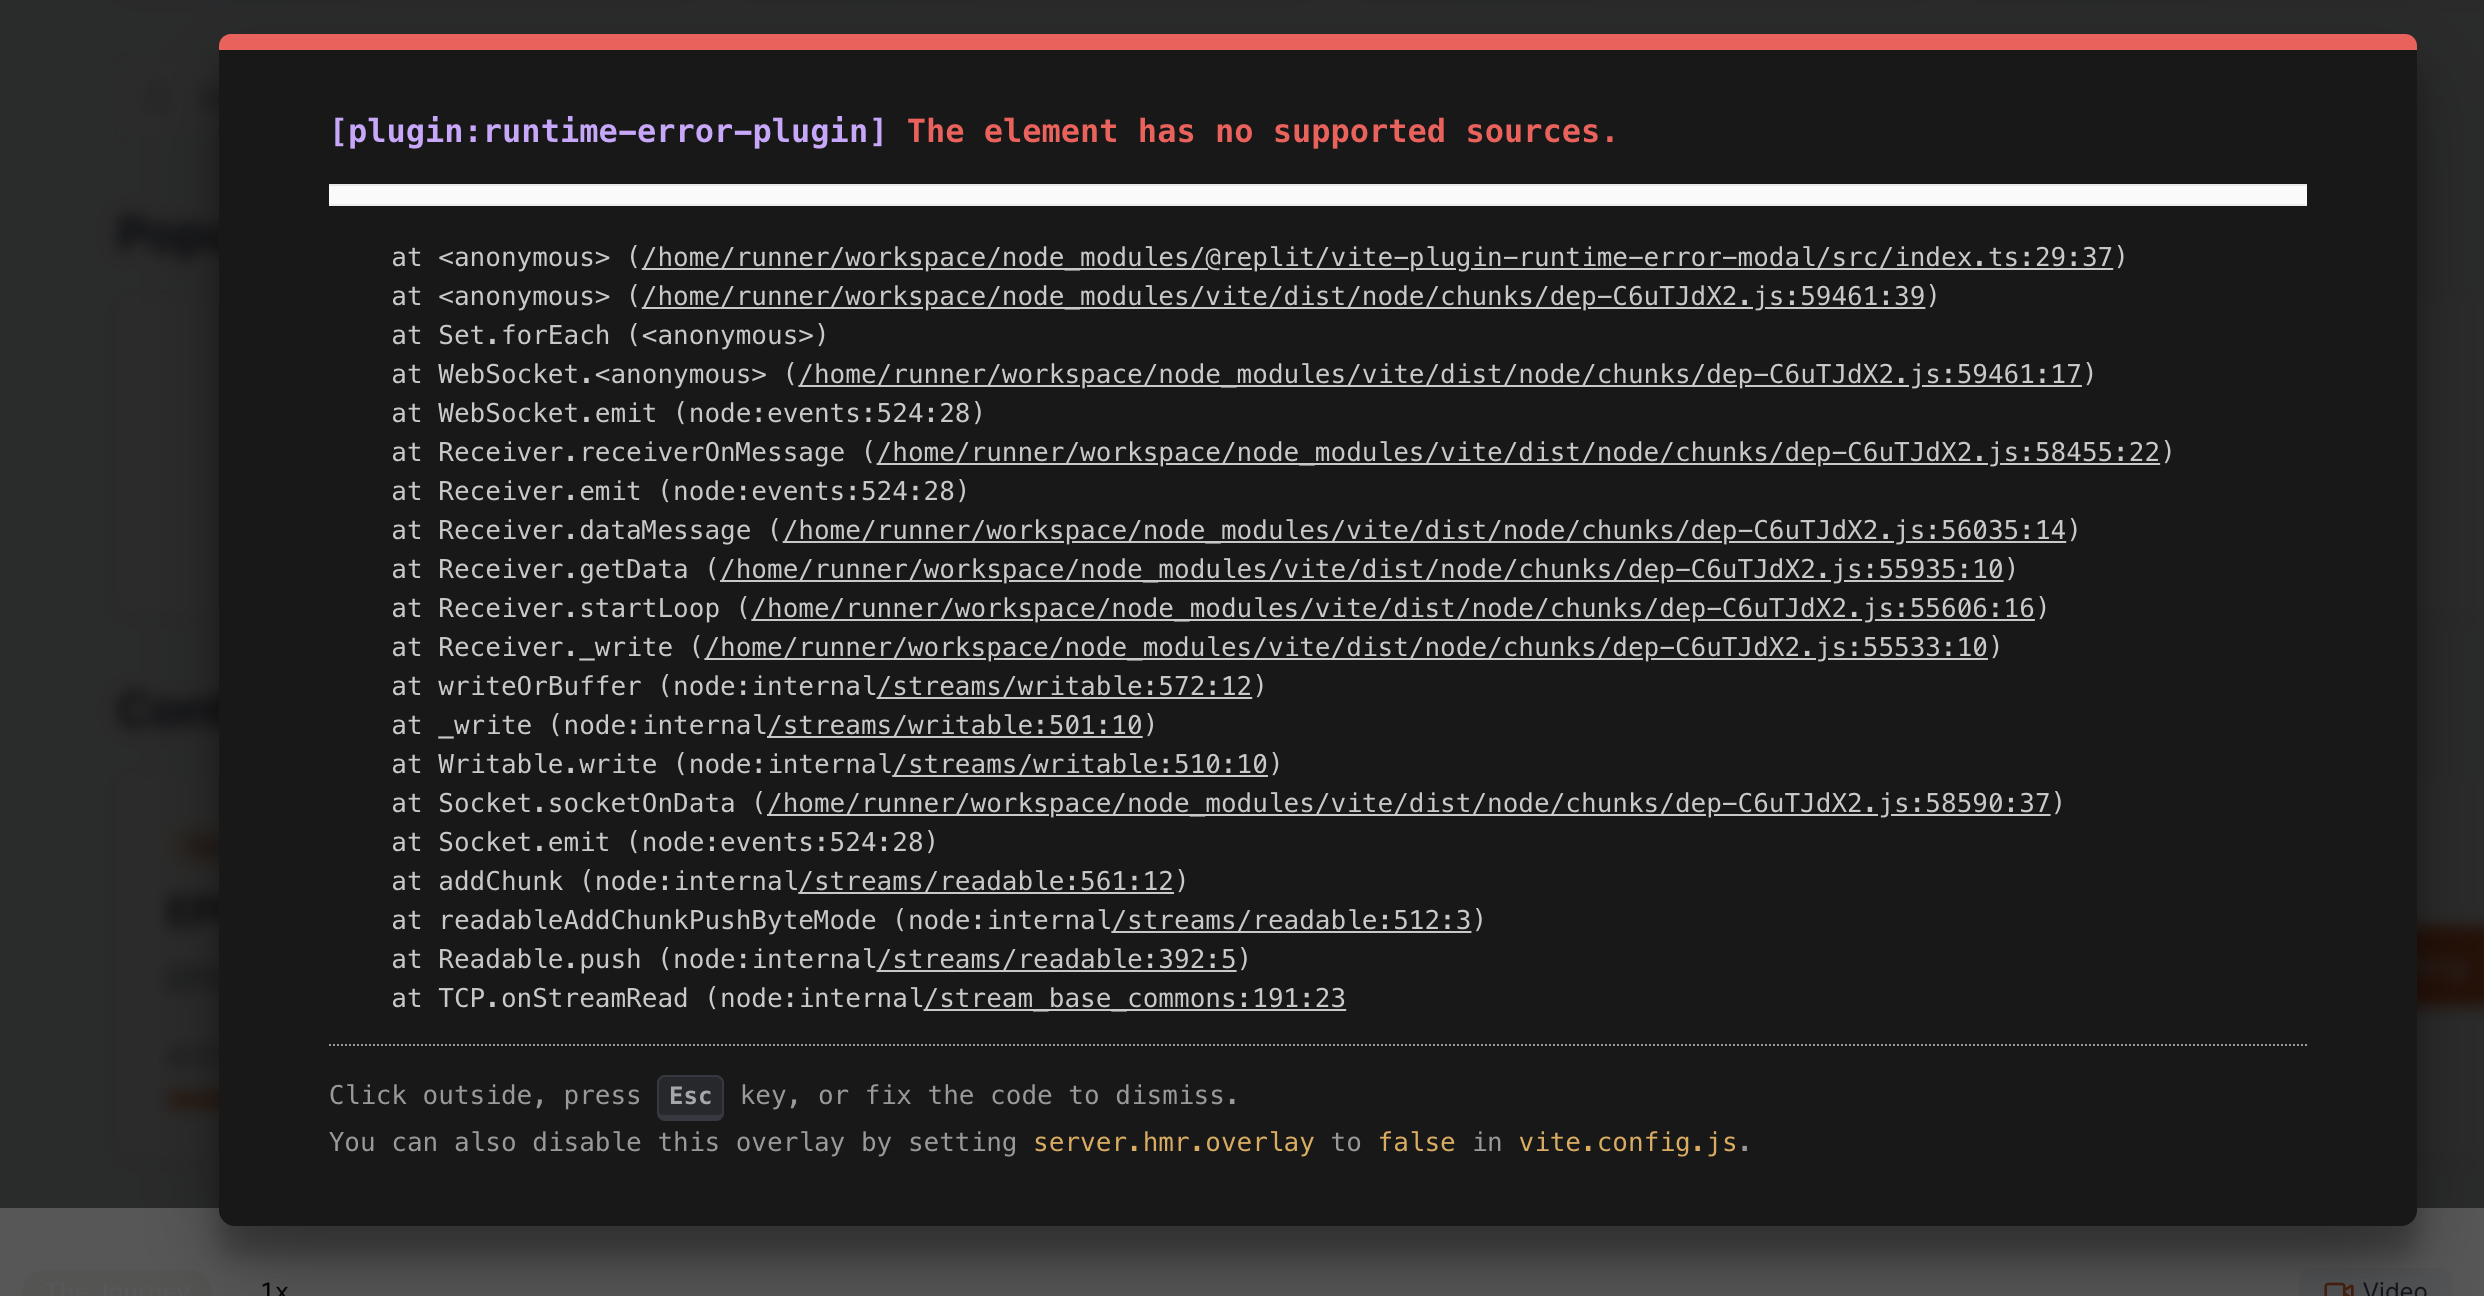 [plugin:runtime-error-plugin] The element has no supported sources.
at <anonymous> (/home/runner/workspace/node_modules/@replit/vite-plugin-runtime-error-modal/src/index.ts:29:37)
at <anonymous> (/home/runner/workspace/node_modules/vite/dist/node/chunks/dep-C6uTJdX2.js:59461:39)
at Set.forEach (<anonymous>)
at WebSocket.<anonymous> (/home/runner/workspace/node_modules/vite/dist/node/chunks/dep-C6uTJdX2.js:59461:17)
at WebSocket.emit (node:events:524:28)
at Receiver.receiverOnMessage (/home/runner/workspace/node_modules/vite/dist/node/chunks/dep-C6uTJdX2.js:58455:22)
at Receiver.emit (node:events:524:28)
at Receiver.dataMessage (/home/runner/workspace/node_modules/vite/dist/node/chunks/dep-C6uTJdX2.js:56035:14)
at Receiver.getData (/home/runner/workspace/node_modules/vite/dist/node/chunks/dep-C6uTJdX2.js:55935:10)
at Receiver.startLoop (/home/runner/workspace/node_modules/vite/dist/node/chunks/dep-C6uTJdX2.js:55606:16)
at Receiver._write (/home/runner/workspace/node_modules/vite/dist/node/chunks/dep-C6uTJdX2.js:55533:10)
at writeOrBuffer (node:internal/streams/writable:572:12)
at _write (node:internal/streams/writable:501:10)
at Writable.write (node:internal/streams/writable:510:10)
at Socket.socketOnData (/home/runner/workspace/node_modules/vite/dist/node/chunks/dep-C6uTJdX2.js:58590:37)
at Socket.emit (node:events:524:28)
at addChunk (node:internal/streams/readable:561:12)
at readableAddChunkPushByteMode (node:internal/streams/readable:512:3)
at Readable.push (node:internal/streams/readable:392:5)
at TCP.onStreamRead (node:internal/stream_base_commons:191:23
Click outside, press Esc key, or fix the code to dismiss.
You can also disable this overlay by setting server.hmr.overlay to false in vite.config.js.
1x
Video